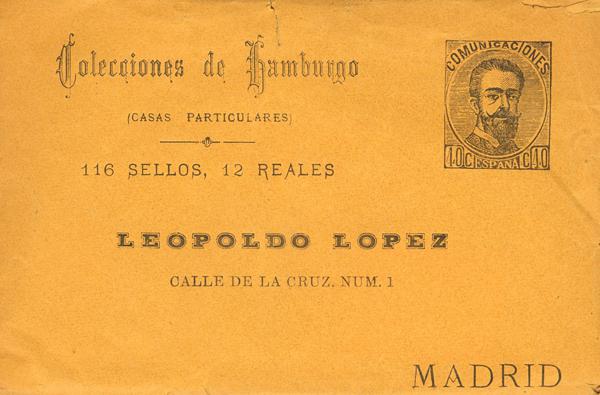 Colecciones de Hamburgo
(CASAS PARTICULARES)
116 SELLOS, 12 REALES
COMUNICACIONES
10 C ESPAÑA C 10
LEOPOLDO LOPEZ
CALLE DE LA CRUZ. NUM. 1
MADRID